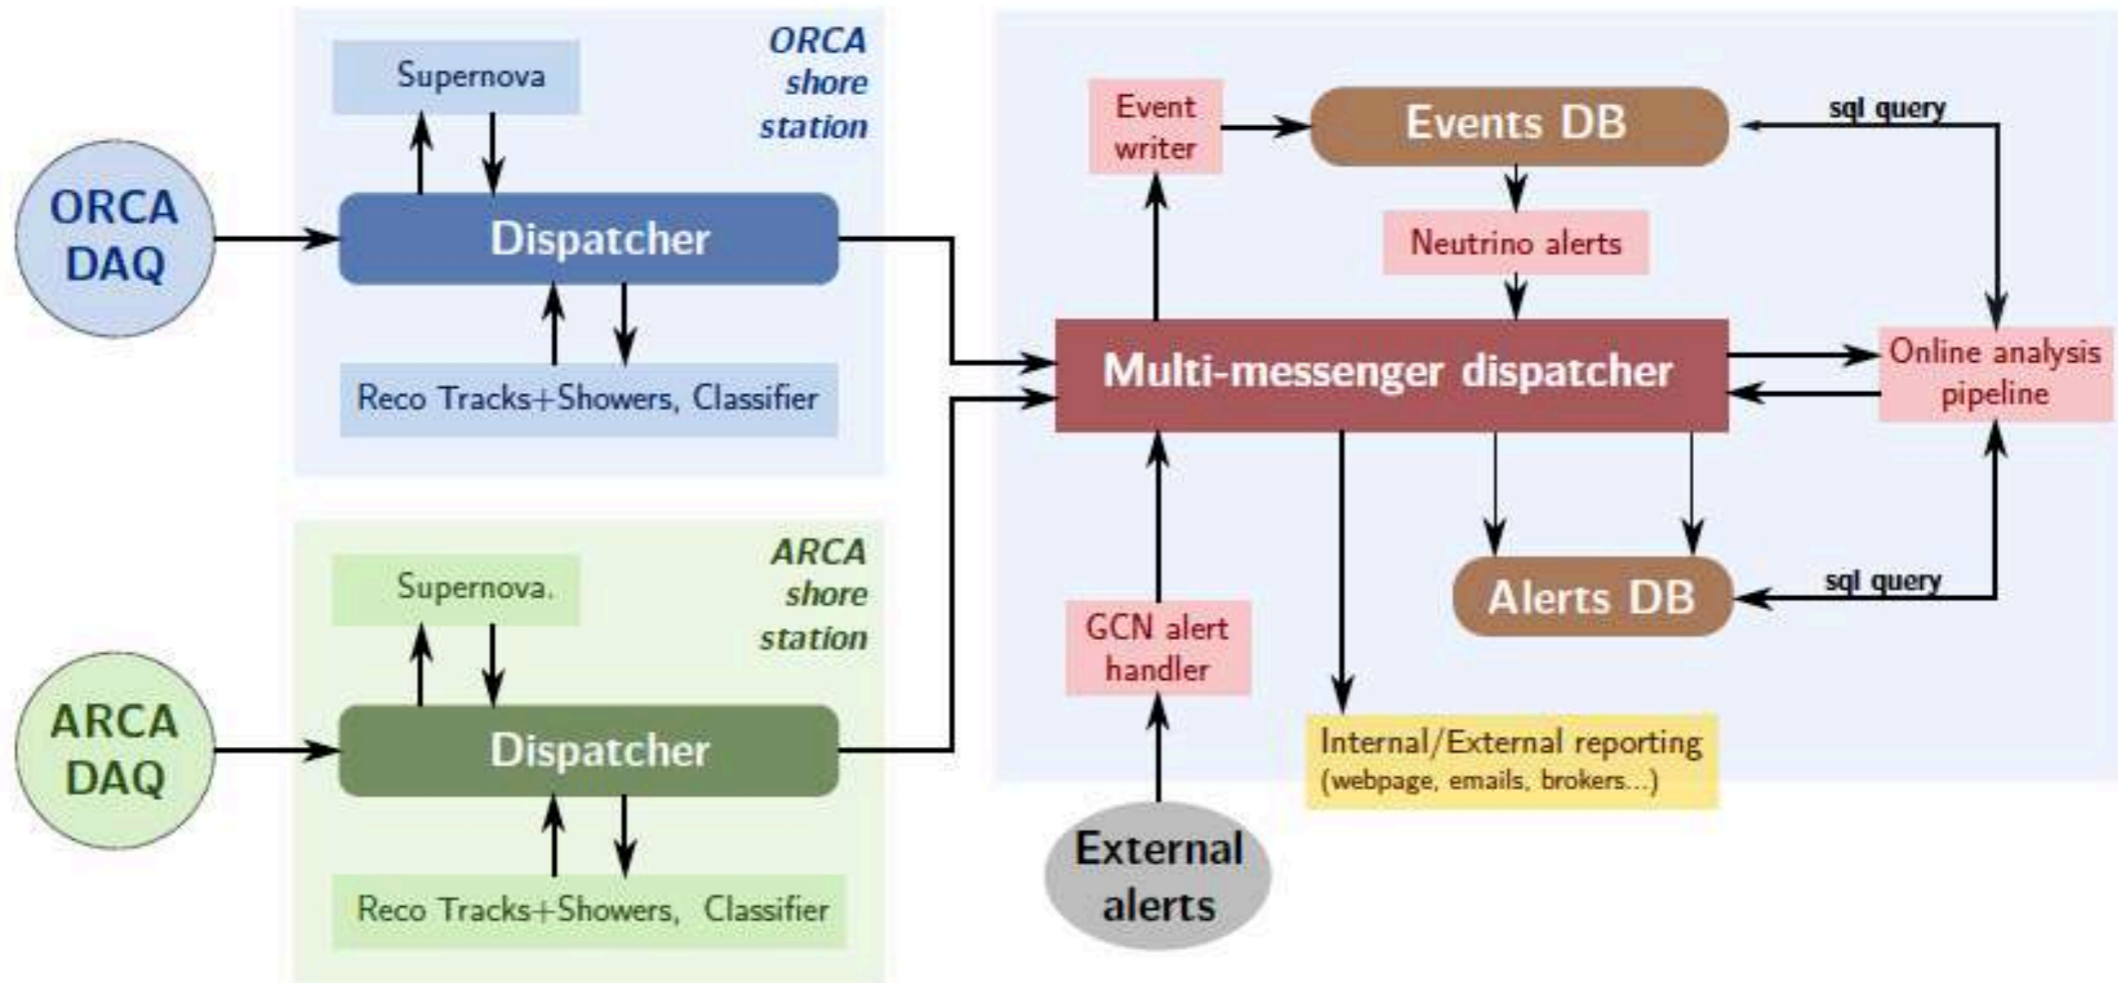 ORCA
DAQ
Supernova
ORCA
shore
station
Dispatcher
Reco Tracks+Showers, Classifier
ARCA
DAQ
Supernova.
ARCA
shore
station
Dispatcher
Reco Tracks+Showers, Classifier
Event
writer
Events DB
sql query
Neutrino alerts
Multi-messenger dispatcher
Online analysis
pipeline
Alerts DB
sql query
GCN alert
handler
Internal/External reporting
(webpage, emails, brokers...)
External
alerts